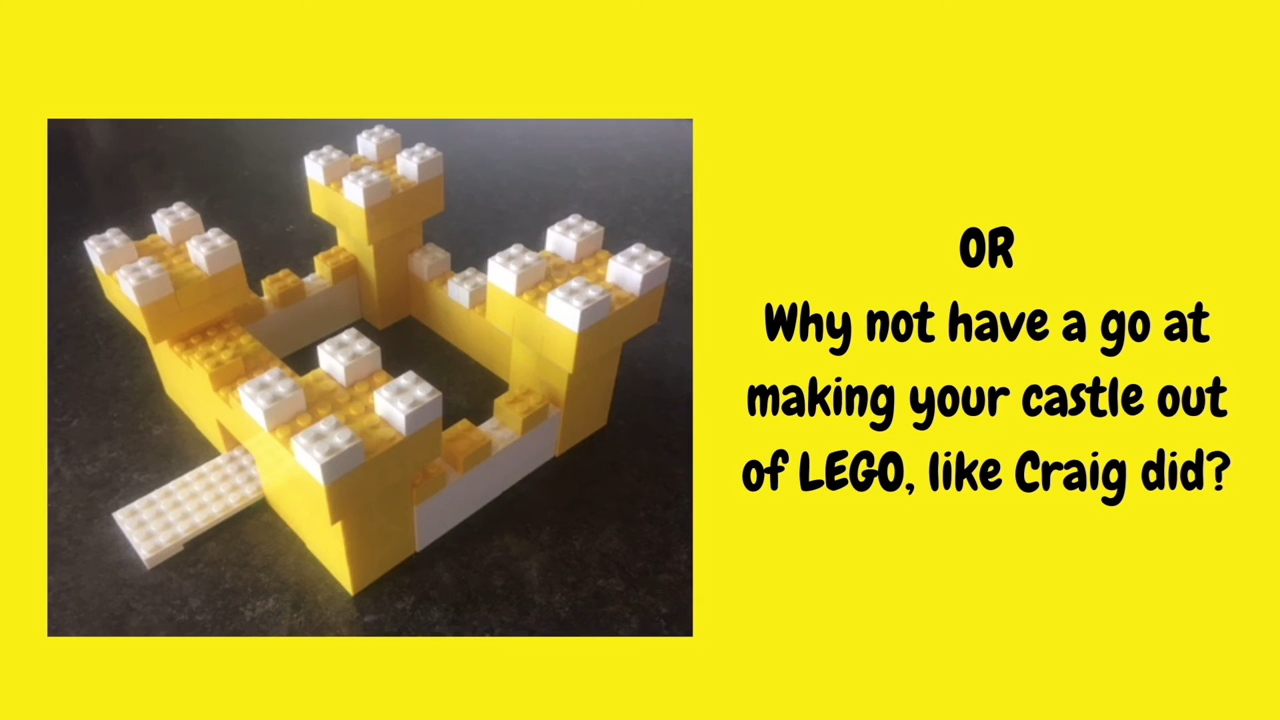 OR
Why not have a go at
making your castle out
of LEGO, like Craig did?